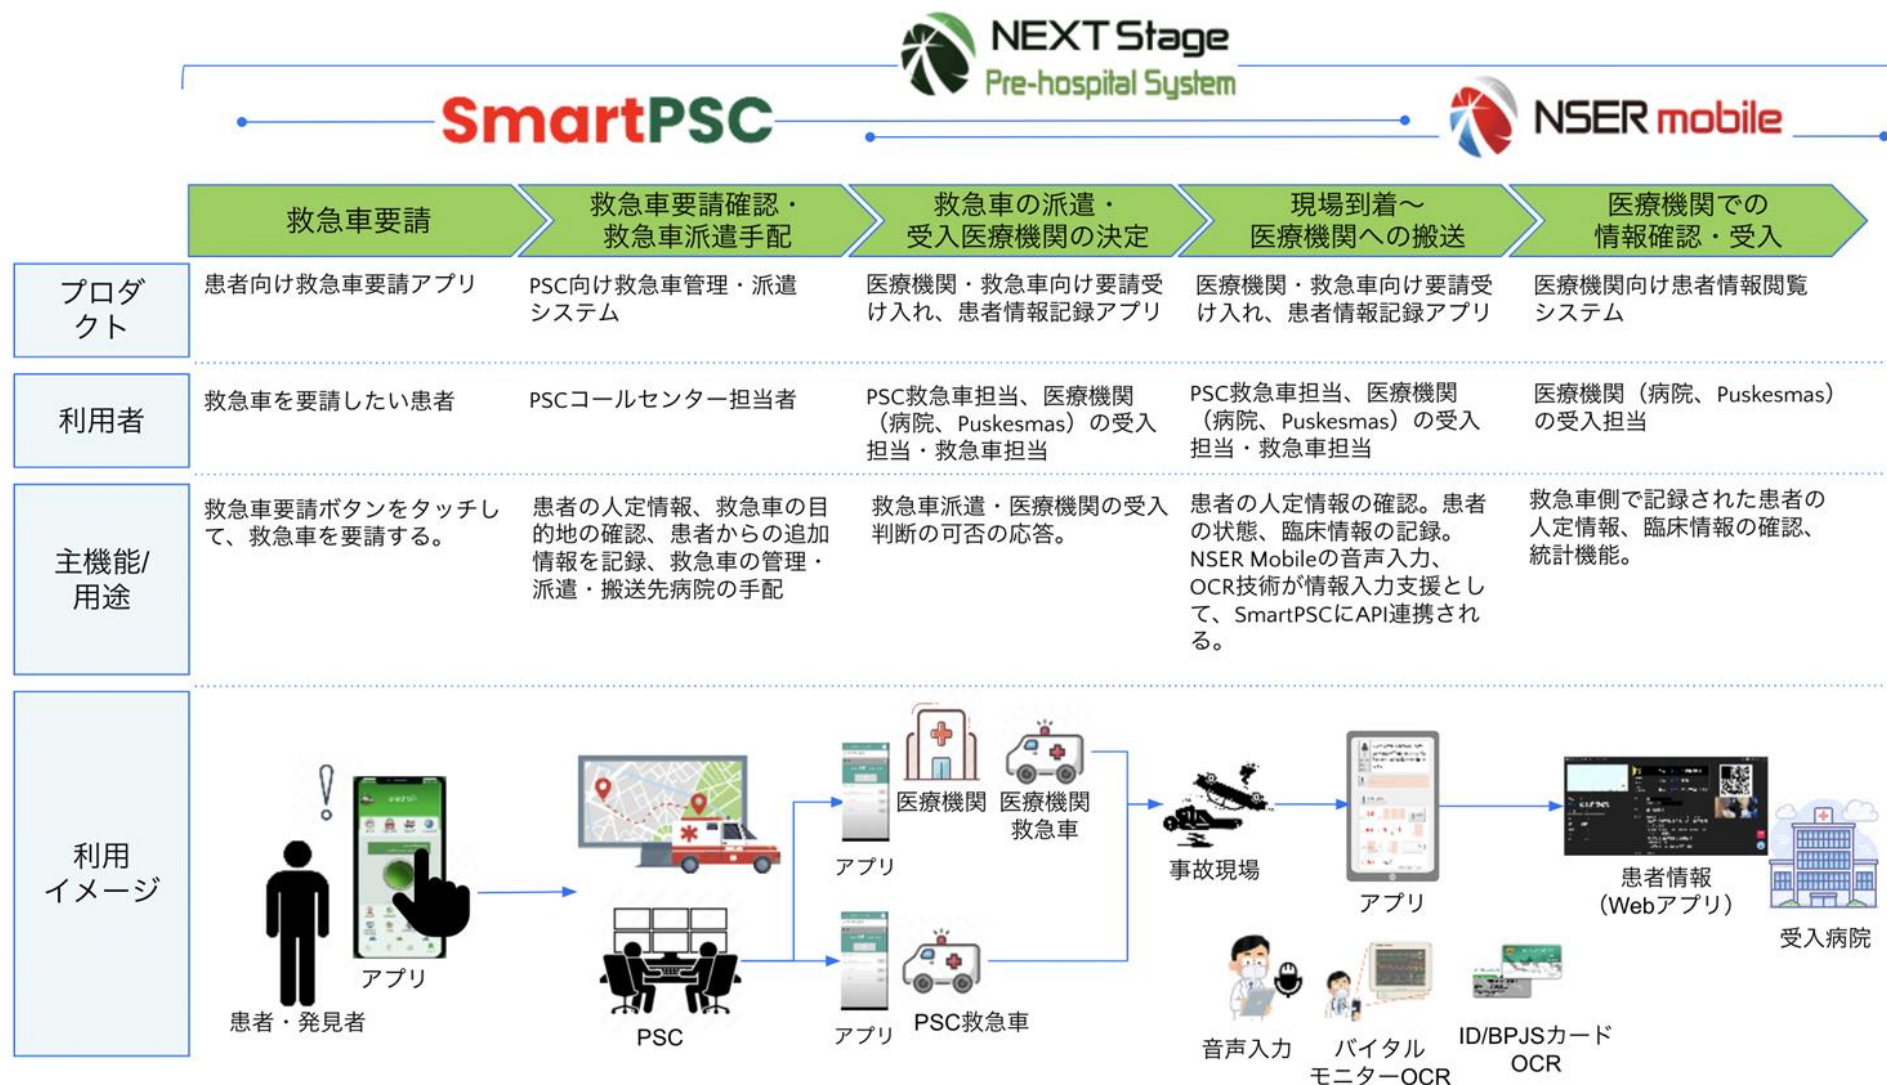 NEXT Stage
Pre-hospital System
SmartPSC
NSER mobile
救急車要請
救急車要請確認・
救急車派遣手配
救急車の派遣・
受入医療機関の決定
現場到着～
医療機関への搬送
医療機関での
情報確認・受入
プロダ
クト
患者向け救急車要請アプリ
PSC向け救急車管理・派遣
システム
医療機関・救急車向け要請受
け入れ、患者情報記録アプリ
医療機関・救急車向け要請受
け入れ、患者情報記録アプリ
医療機関向け患者情報閲覧
システム
利用者
救急車を要請したい患者
PSCコールセンター担当者
PSC救急車担当、医療機関
（病院、Puskesmas）の受入
担当・救急車担当
PSC救急車担当、医療機関
（病院、Puskesmas）の受入
担当・救急車担当
医療機関（病院、Puskesmas）
の受入担当
主機能/
用途
救急車要請ボタンをタッチし
て、救急車を要請する。
患者の人定情報、救急車の目
的地の確認、患者からの追加
情報を記録、救急車の管理・
派遣・搬送先病院の手配
救急車派遣・医療機関の受入
判断の可否の応答。
患者の人定情報の確認。患者
の状態、臨床情報の記録。
NSER Mobileの音声入力、
OCR技術が情報入力支援とし
て、SmartPSCにAPI連携され
る。
救急車側で記録された患者の
人定情報、臨床情報の確認、
統計機能。
利用
イメージ
患者・発見者
アプリ
PSC
アプリ
医療機関
医療機関
救急車
アプリ
PSC救急車
事故現場
アプリ
患者情報
（Webアプリ）
受入病院
音声入力
バイタル
モニターOCR
ID/BPJSカード
OCR